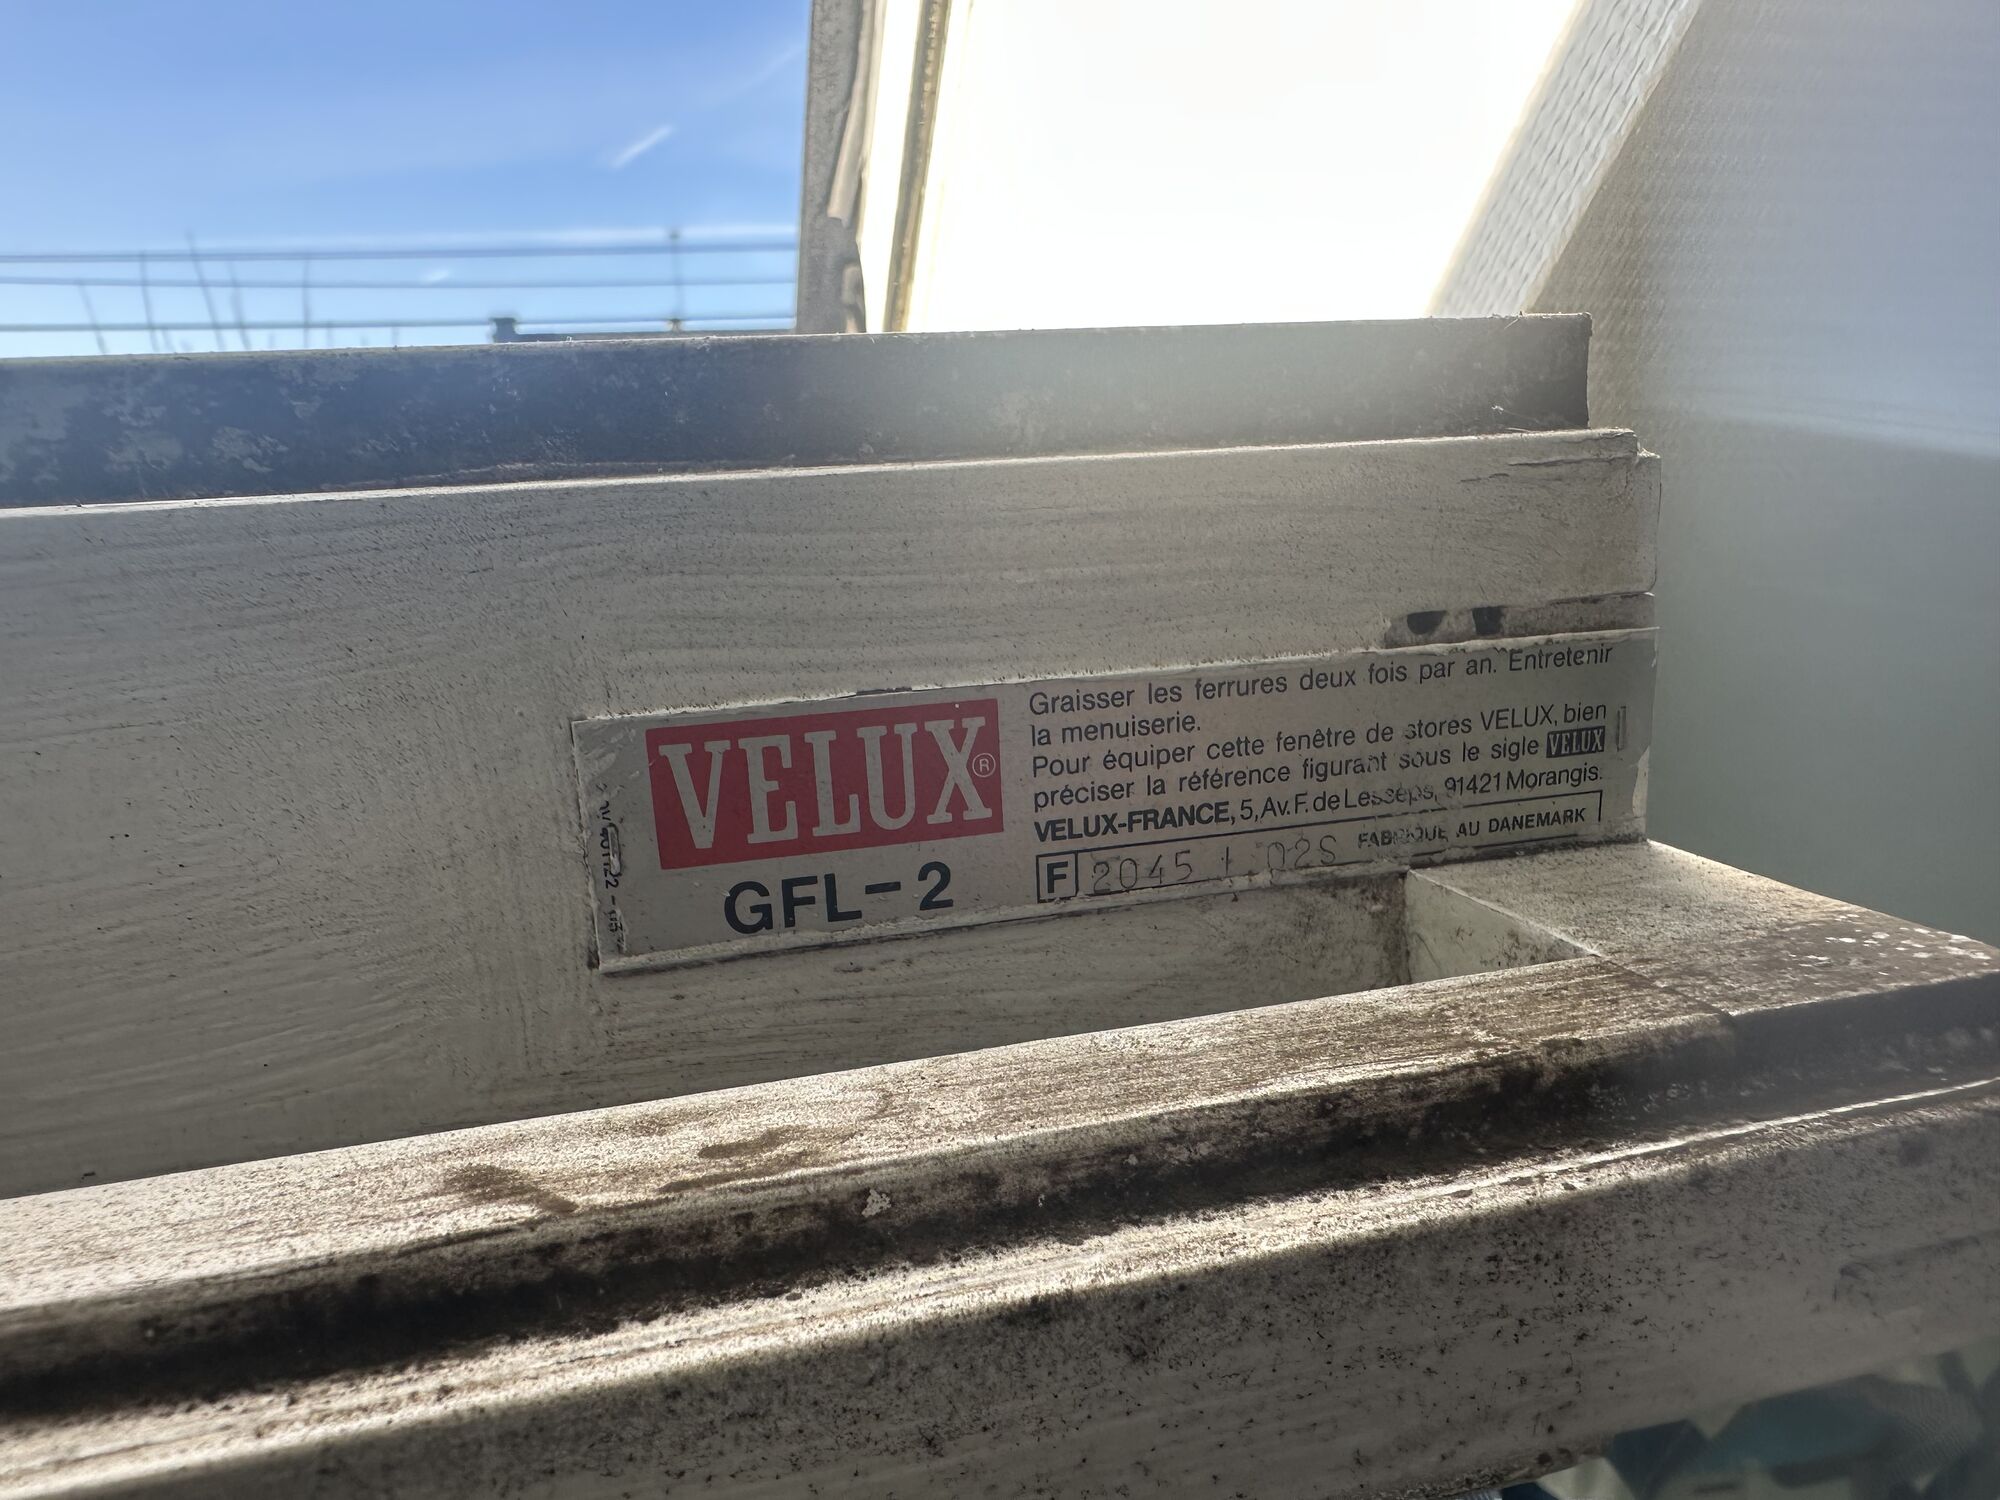 VELUX®
GFL-2
Graisser les ferrures deux fois par an. Entretenir
la menuiserie.
Pour équiper cette fenêtre de stores VELUX, bien
préciser la référence figurant sous le sigle VELUX
VELUX-FRANCE, 5, Av. F. de Lesseps, 91421 Morangis.
F 2045 02S FABRIQUE AU DANEMARK